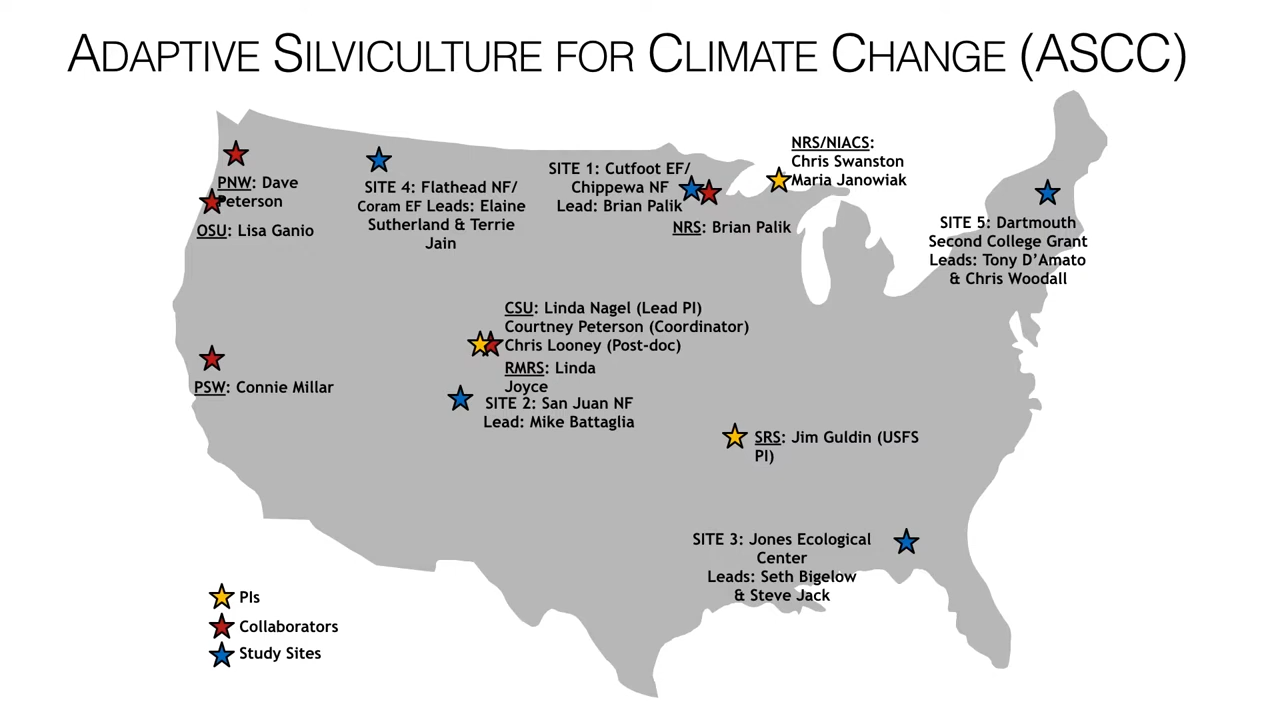 ADAPTIVE SILVICULTURE FOR CLIMATE CHANGE (ASCC)
PNW: Dave
Peterson
OSU: Lisa Ganio
SITE 4: Flathead NF/
Coram EF Leads: Elaine
Sutherland & Terrie
Jain
SITE 1: Cutfoot EF/
Chippewa NF
Lead: Brian Palik
NRS: Brian Palik
NRS/NIACS:
Chris Swanston
Maria Janowiak
SITE 5: Dartmouth
Second College Grant
Leads: Tony D’Amato
& Chris Woodall
CSU: Linda Nagel (Lead PI)
Courtney Peterson (Coordinator)
Chris Looney (Post-doc)
RMRS: Linda
Joyce
PSW: Connie Millar
SITE 2: San Juan NF
Lead: Mike Battaglia
SRS: Jim Guldin (USFS
PI)
SITE 3: Jones Ecological
Center
Leads: Seth Bigelow
& Steve Jack
PIs
Collaborators
Study Sites